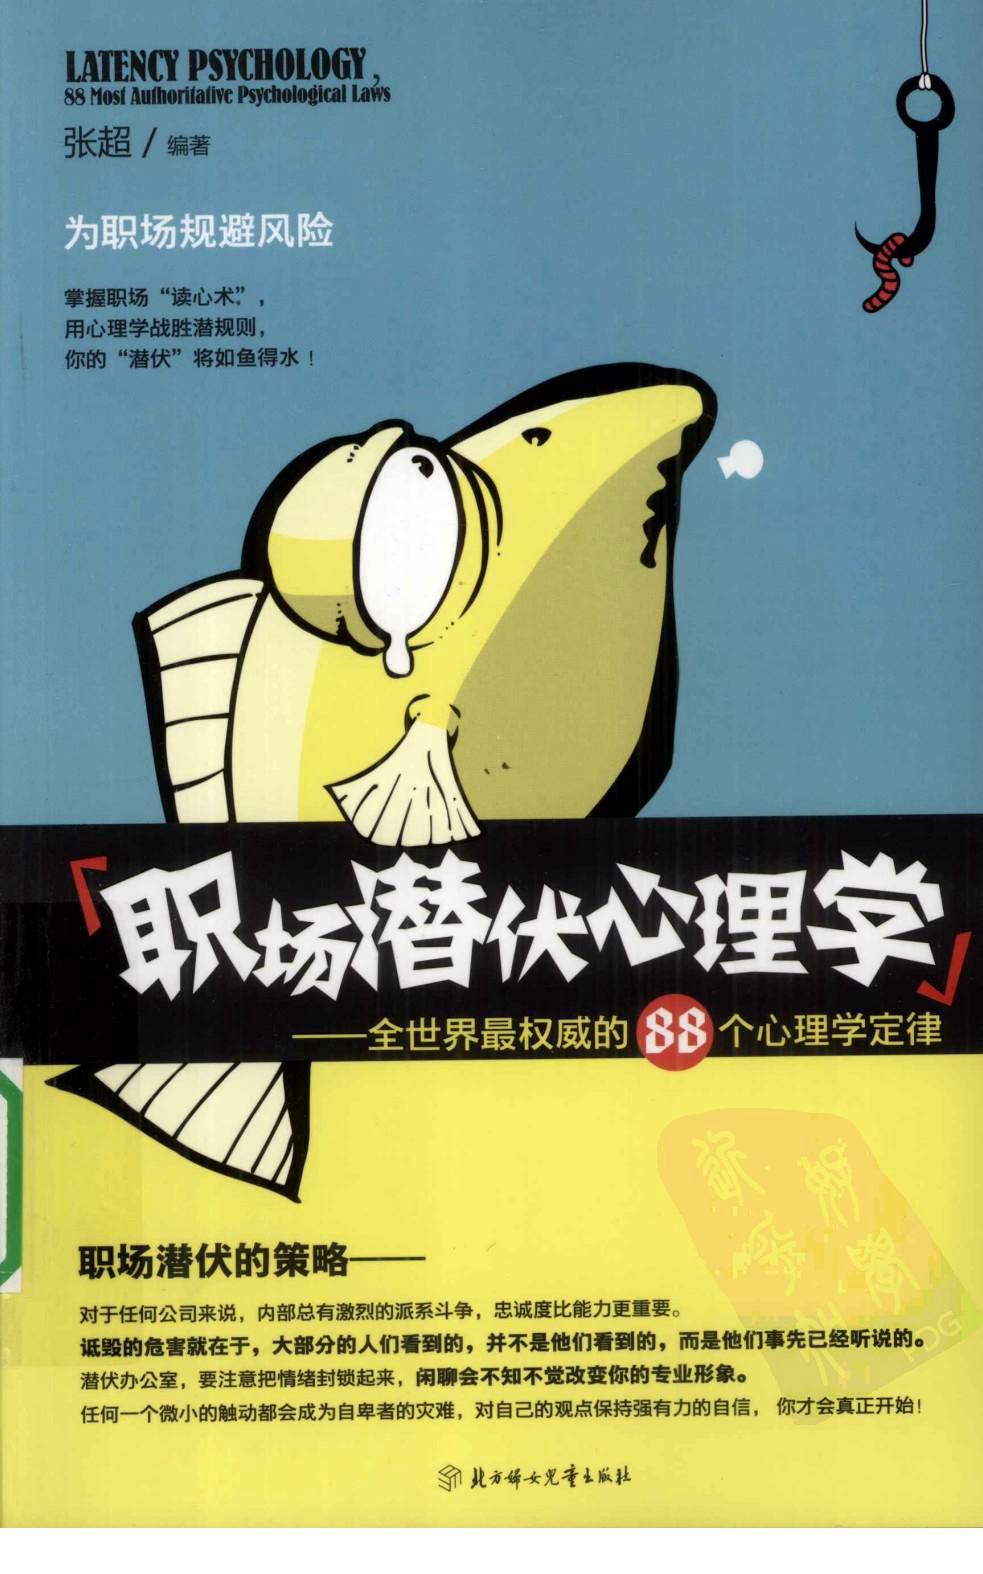 LATENCY PSYCHOLOGY,
88 Most Authoritative Psychological Laws
张超 / 编著
为职场规避风险
掌握职场“读心术”，
用心理学战胜潜规则，
你的“潜伏”将如鱼得水！
「职场潜伏心理学」
——全世界最权威的88个心理学定律
职场潜伏的策略——
对于任何公司来说，内部总有激烈的派系斗争，忠诚度比能力更重要。
诋毁的危害就在于，大部分的人们看到的，并不是他们看到的，而是他们事先已经听说的。
潜伏办公室，要注意把情绪封锁起来，闲聊会不知不觉改变你的专业形象。
任何一个微小的触动都会成为自卑者的灾难，对自己的观点保持强有力的自信， 你才会真正开始！
PDG
北方婦女兒童出版社